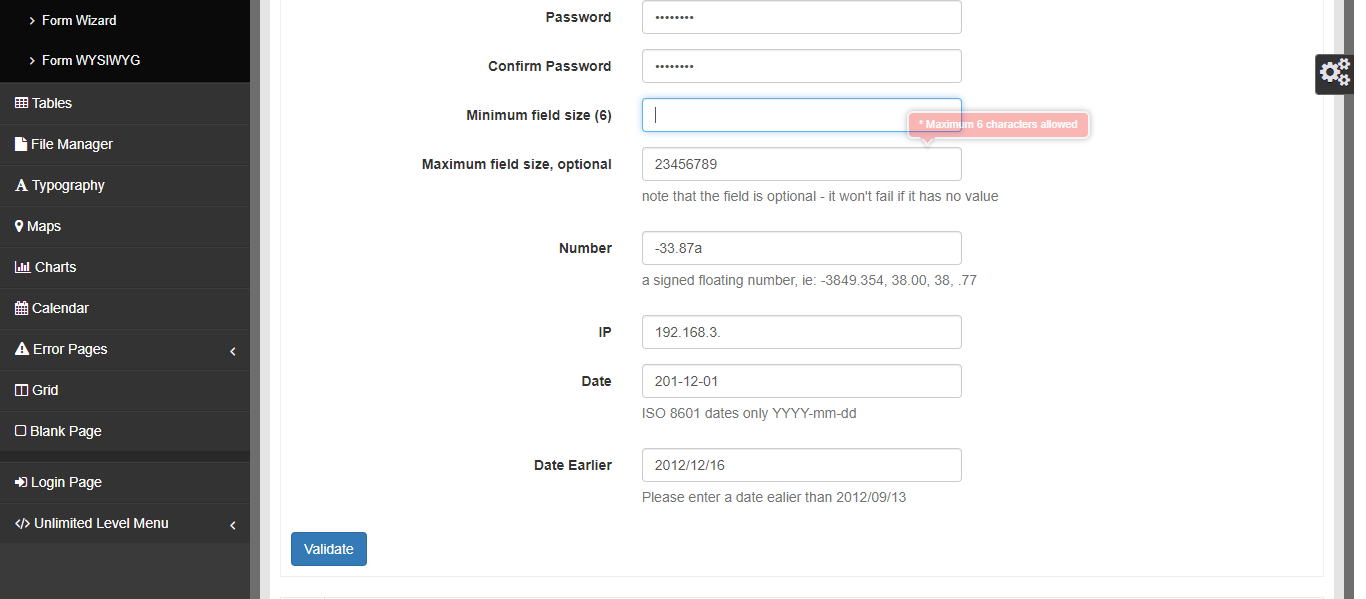 Form Wizard
Form WYSIWYG
Tables
File Manager
Typography
Maps
Charts
Calendar
Error Pages
Grid
Blank Page
Login Page
Unlimited Level Menu
Password ········
Confirm Password ········
Minimum field size (6)
* Maximum 6 characters allowed
Maximum field size, optional 23456789
note that the field is optional - it won't fail if it has no value
Number -33.87a
a signed floating number, ie: -3849.354, 38.00, 38, .77
IP 192.168.3.
Date 201-12-01
ISO 8601 dates only YYYY-mm-dd
Date Earlier 2012/12/16
Please enter a date ealier than 2012/09/13
Validate